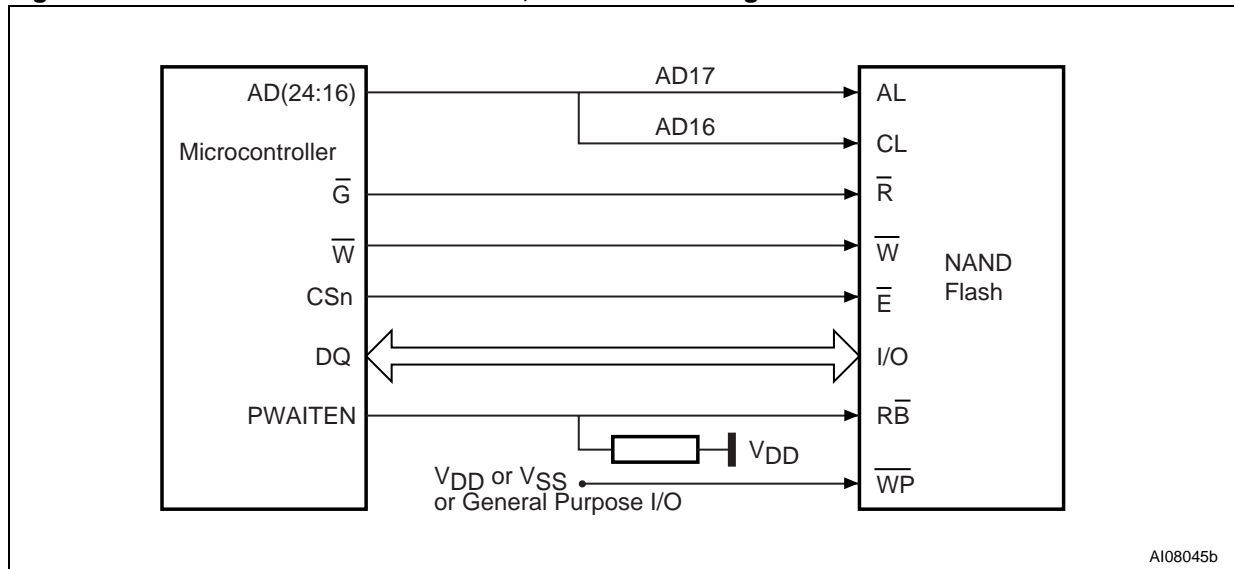 AD(24:16)
AD17
AL
AD16
CL
Microcontroller
G̅
R̅
W̅
W̅
NAND
Flash
CSn
E̅
DQ
I/O
PWAITEN
RB̅
VDD
VDD or VSS
or General Purpose I/O
W̅P̅
AI08045b